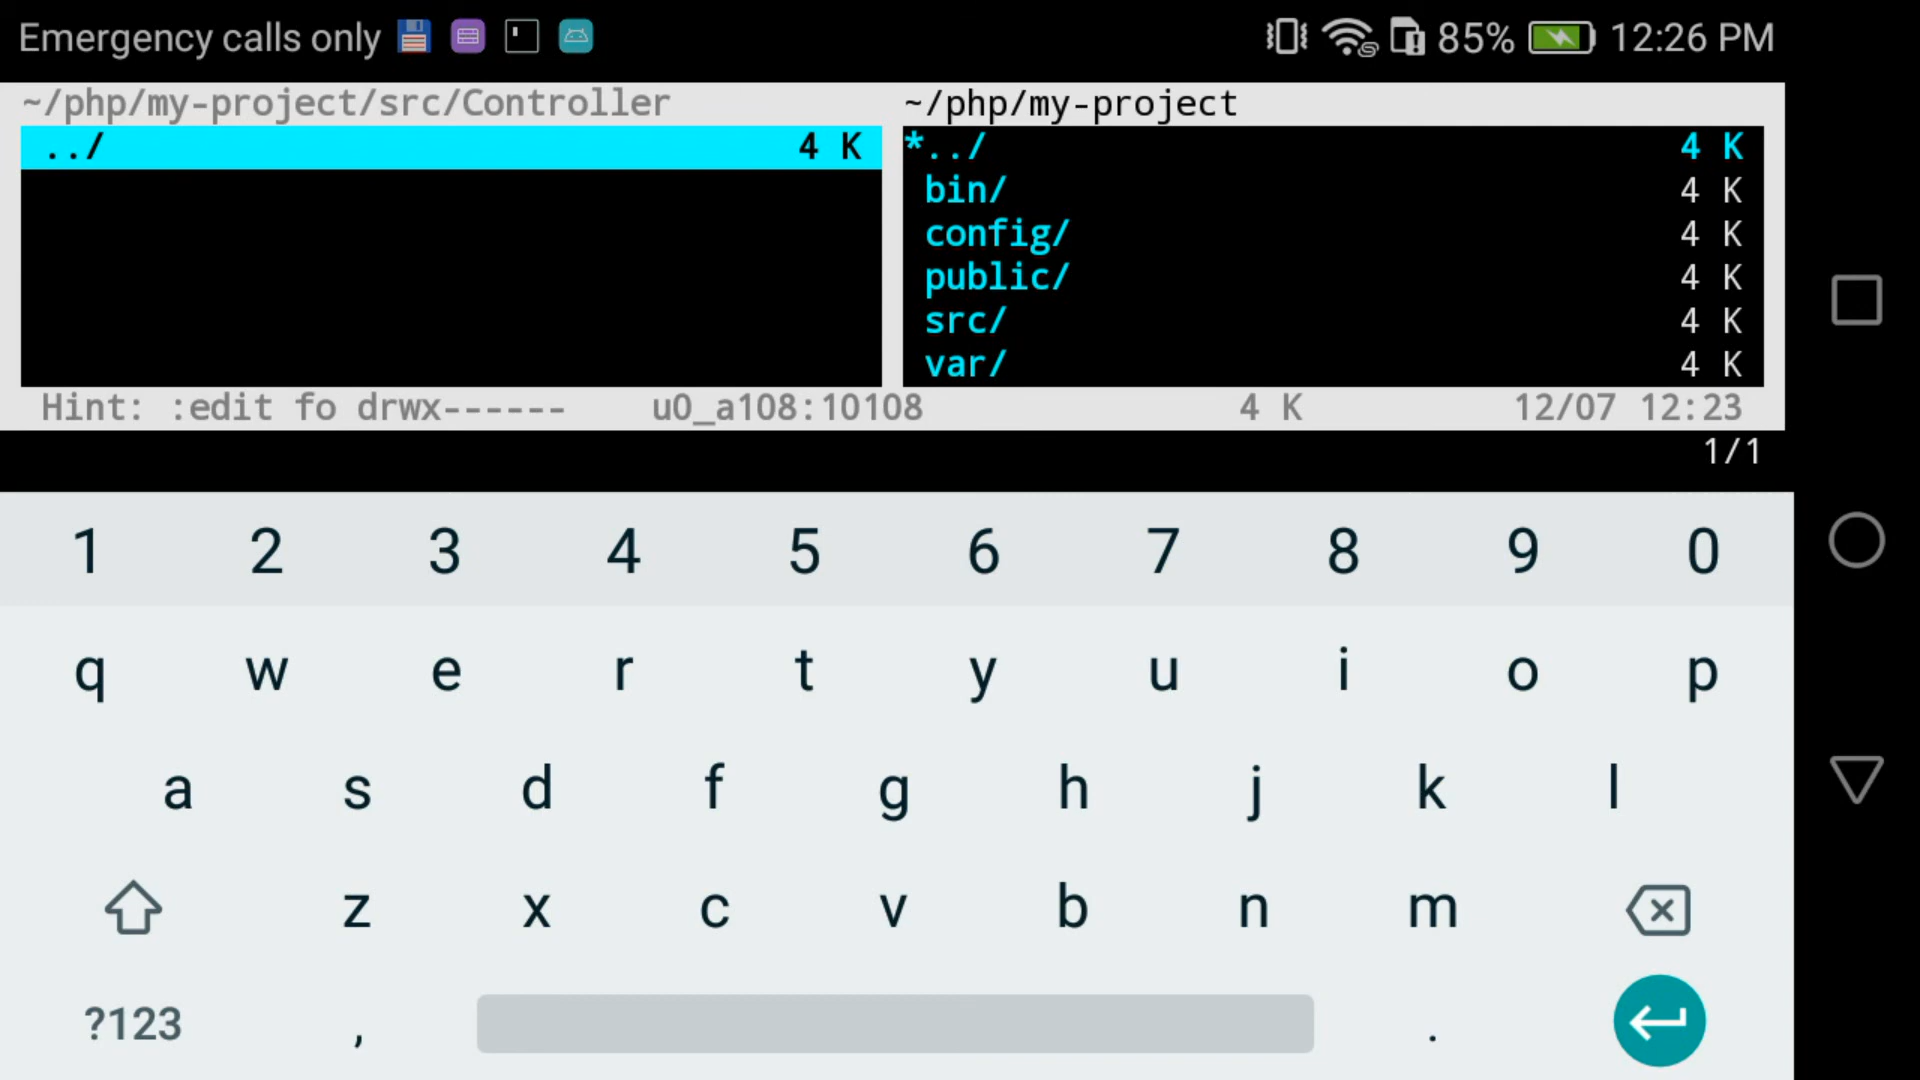 Emergency calls only 85% 12:26 PM
~/php/my-project/src/Controller ~/php/my-project
../ 4 K *../ 4 K
bin/ 4 K
config/ 4 K
public/ 4 K
src/ 4 K
var/ 4 K
Hint: :edit fo drwx------ u0_a108:10108 4 K 12/07 12:23
1/1
1 2 3 4 5 6 7 8 9 0
q w e r t y u i o p
a s d f g h j k l
z x c v b n m
?123 , .